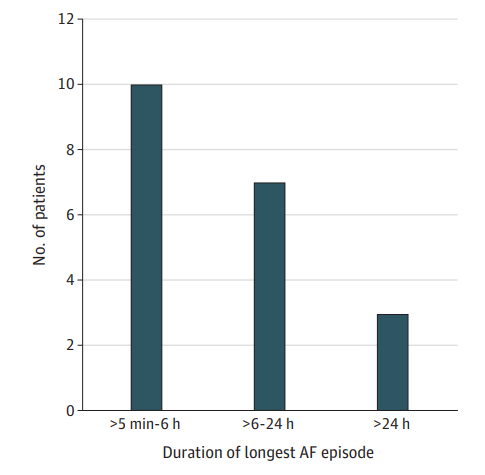 12
10
8
6
4
2
0
No. of patients
>5 min-6 h
>6-24 h
>24 h
Duration of longest AF episode